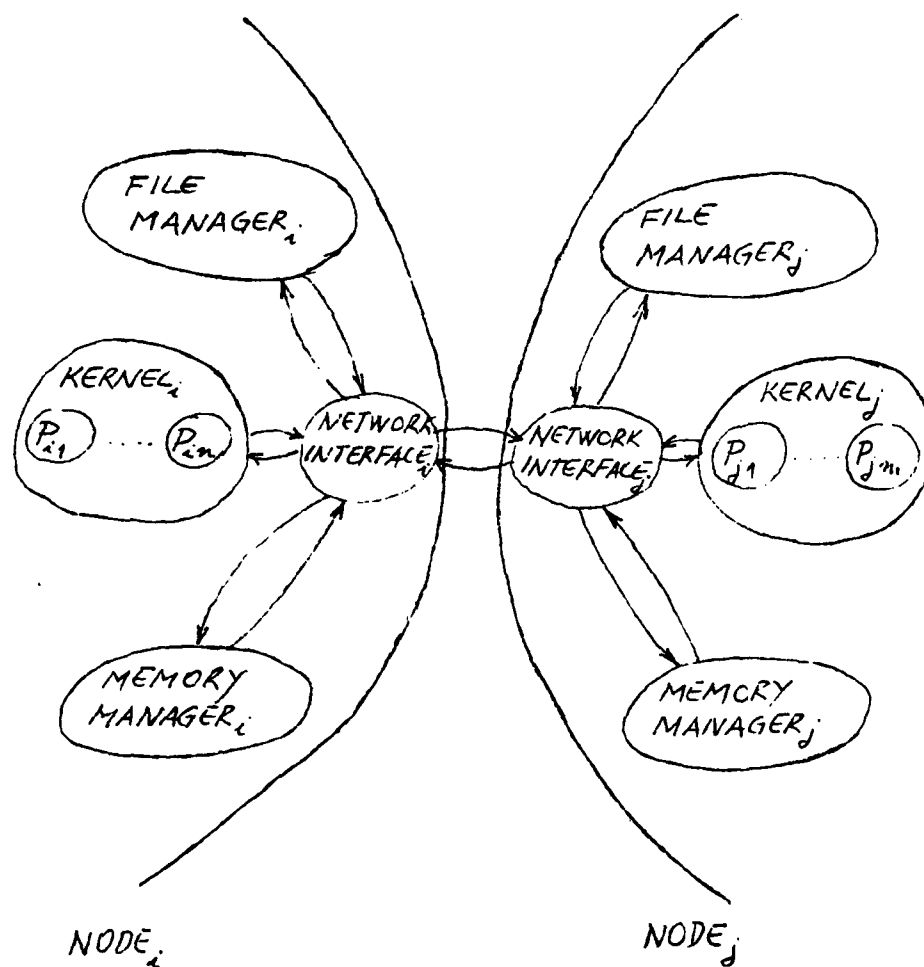 FILE
MANAGERᵢ
FILE
MANAGERⱼ
KERNELᵢ
Pᵢ₁ ..... Pᵢₙ
NETWORK
INTERFACEᵢ
NETWORK
INTERFACEⱼ
KERNELⱼ
Pⱼ₁ ..... Pⱼₘ
MEMORY
MANAGERᵢ
MEMORY
MANAGERⱼ
NODEᵢ
NODEⱼ